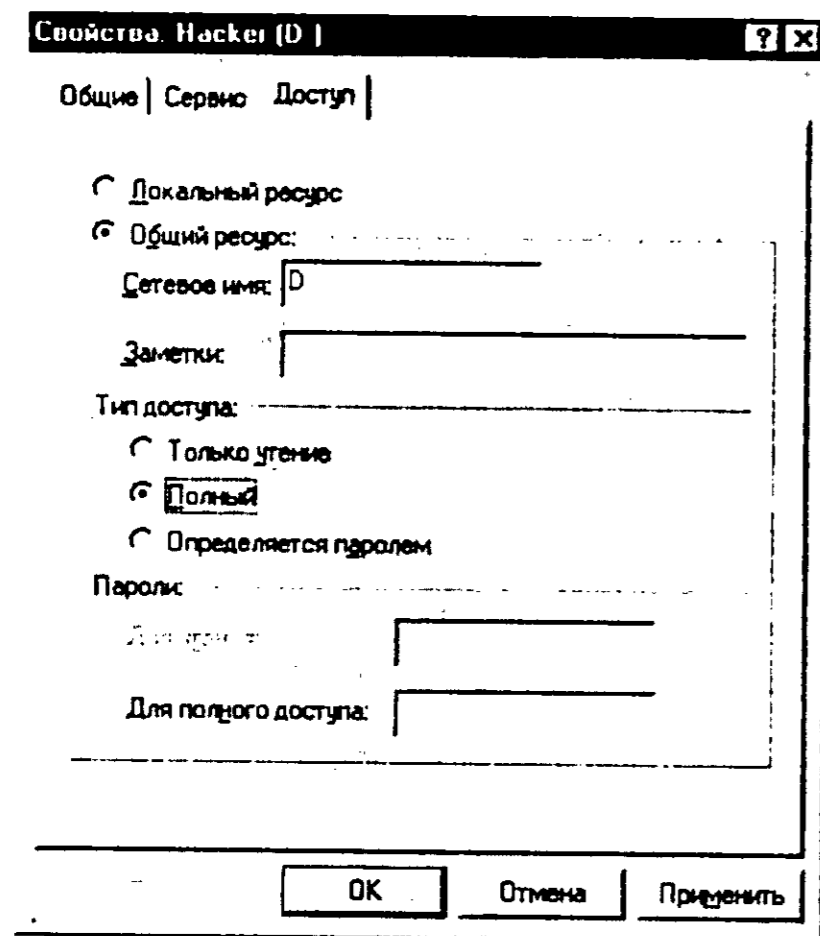 Свойства. Hacker (D )
Общие Сервис Доступ
Локальный ресурс
Общий ресурс:
Сетевое имя: D
Заметки:
Тип доступа:
Только чтение
Полный
Определяется паролем
Пароли:
Для полного доступа:
OK Отмена Применить